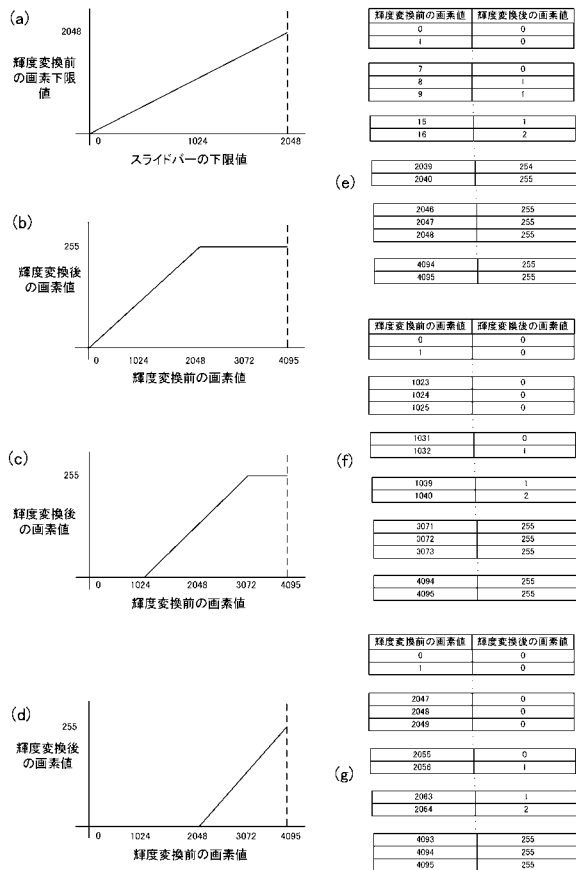 (a)
2048
輝度変換前
の画素下限
値
0 1024 2048
スライドバーの下限値
(b)
255
輝度変換後
の画素値
0 1024 2048 3072 4095
輝度変換前の画素値
(c)
255
輝度変換後
の画素値
0 1024 2048 3072 4095
輝度変換前の画素値
(d)
255
輝度変換後
の画素値
0 1024 2048 3072 4095
輝度変換前の画素値
(e)
輝度変換前の画素値 輝度変換後の画素値
0 0
1 0
7 0
8 1
9 1
15 1
16 2
2039 254
2040 255
2046 255
2047 255
2048 255
4094 255
4095 255
(f)
輝度変換前の画素値 輝度変換後の画素値
0 0
1 0
1023 0
1024 0
1025 0
1031 0
1032 1
1039 1
1040 2
3071 255
3072 255
3073 255
4094 255
4095 255
(g)
輝度変換前の画素値 輝度変換後の画素値
0 0
1 0
2047 0
2048 0
2049 0
2055 0
2056 1
2063 1
2064 2
4093 255
4094 255
4095 255